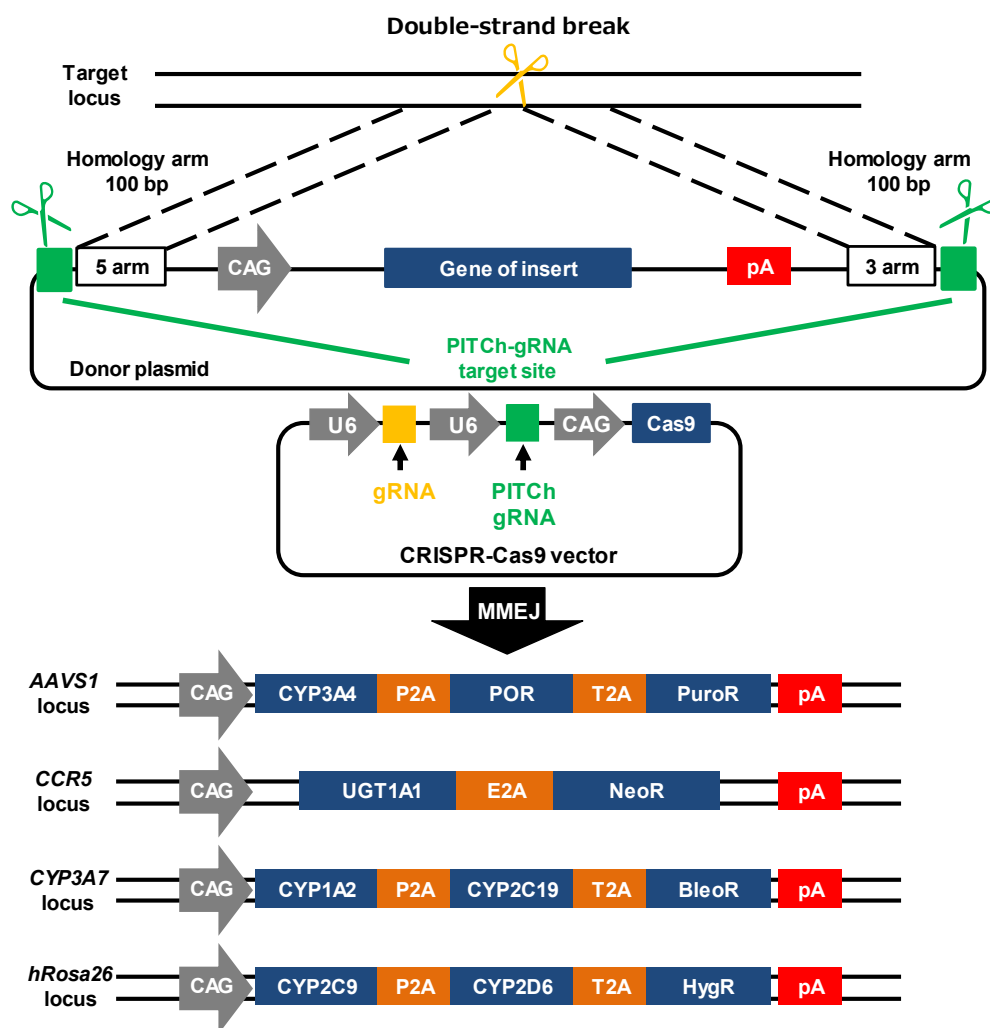 Double-strand break
Target
locus
Homology arm
100 bp
Homology arm
100 bp
5 arm
CAG
Gene of insert
pA
3 arm
PITCh-gRNA
target site
Donor plasmid
U6
U6
CAG
Cas9
gRNA
PITCh
gRNA
CRISPR-Cas9 vector
MMEJ
AAVS1
locus
CAG
CYP3A4
P2A
POR
T2A
PuroR
pA
CCR5
locus
CAG
UGT1A1
E2A
NeoR
pA
CYP3A7
locus
CAG
CYP1A2
P2A
CYP2C19
T2A
BleoR
pA
hRosa26
locus
CAG
CYP2C9
P2A
CYP2D6
T2A
HygR
pA